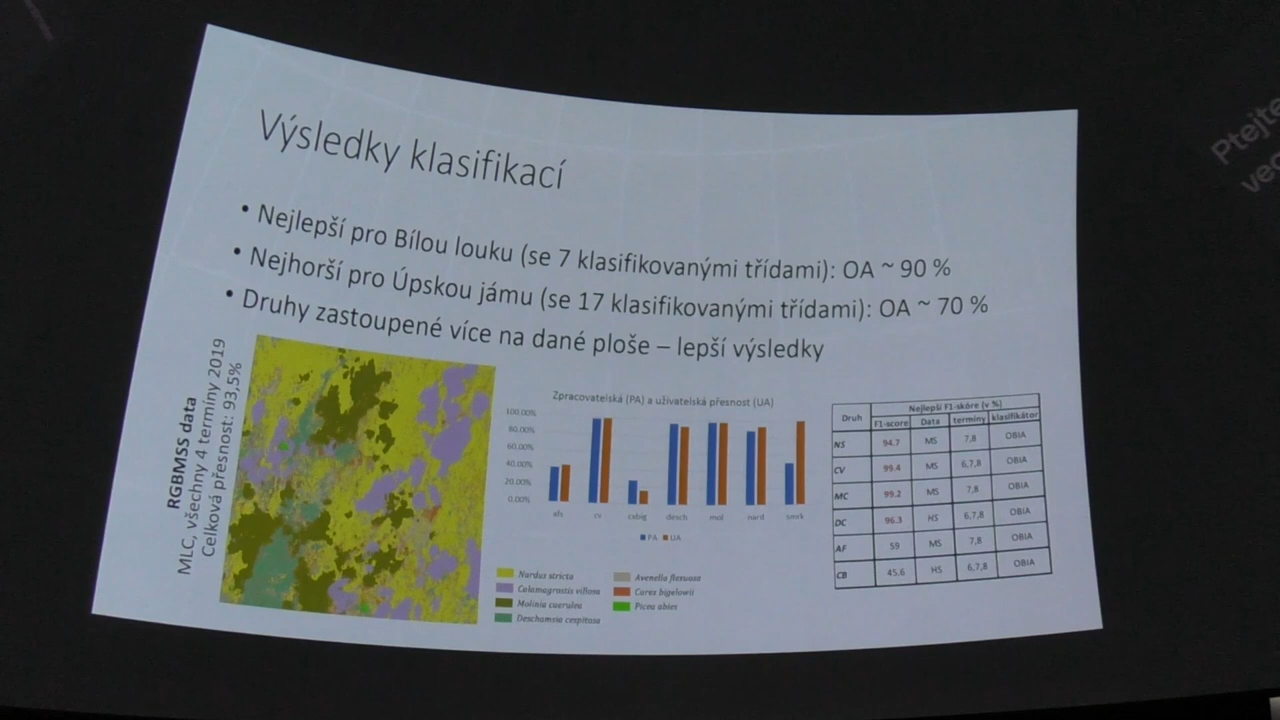 Výsledky klasifikací
• Nejlepší pro Bílou louku (se 7 klasifikovanými třídami): OA ~ 90 %
• Nejhorší pro Úpskou jámu (se 17 klasifikovanými třídami): OA ~ 70 %
• Druhy zastoupené více na dané ploše – lepší výsledky
RGBMSS data
MLC, všechny 4 termíny 2019
Celková přesnost: 93,5%
Zpracovatelská (PA) a uživatelská přesnost (UA)
100.00%
80.00%
60.00%
40.00%
20.00%
0.00%
afs cv cxbig desch mol nard smrk
PA UA
Nardus stricta
Calamagrostis villosa
Molinia caerulea
Deschamsia cespitosa
Avenella flexuosa
Carex bigelowii
Picea abies
Druh Nejlepší F1-skóre (v %)
F1-score Data termíny klasifikátor
NS 94.7 MS 7,8 OBIA
CV 99.4 MS 6,7,8 OBIA
MC 99.2 MS 7,8 OBIA
DC 96.3 HS 6,7,8 OBIA
AF 59 MS 7,8 OBIA
CB 45.6 HS 6,7,8 OBIA
Ptejte